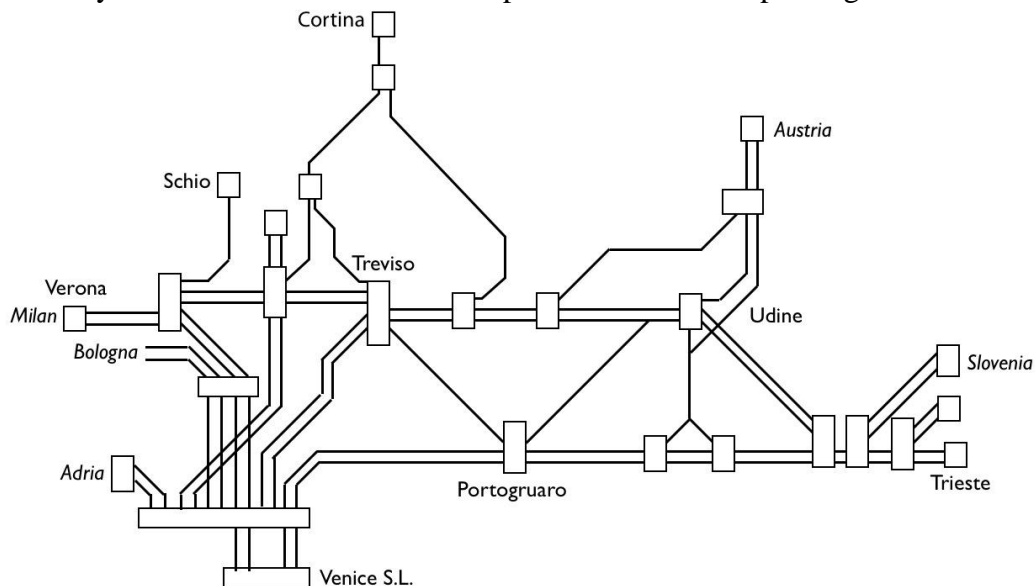 Cortina
Austria
Schio
Treviso
Verona
Milan
Udine
Bologna
Slovenia
Adria
Portogruaro
Trieste
Venice S.L.